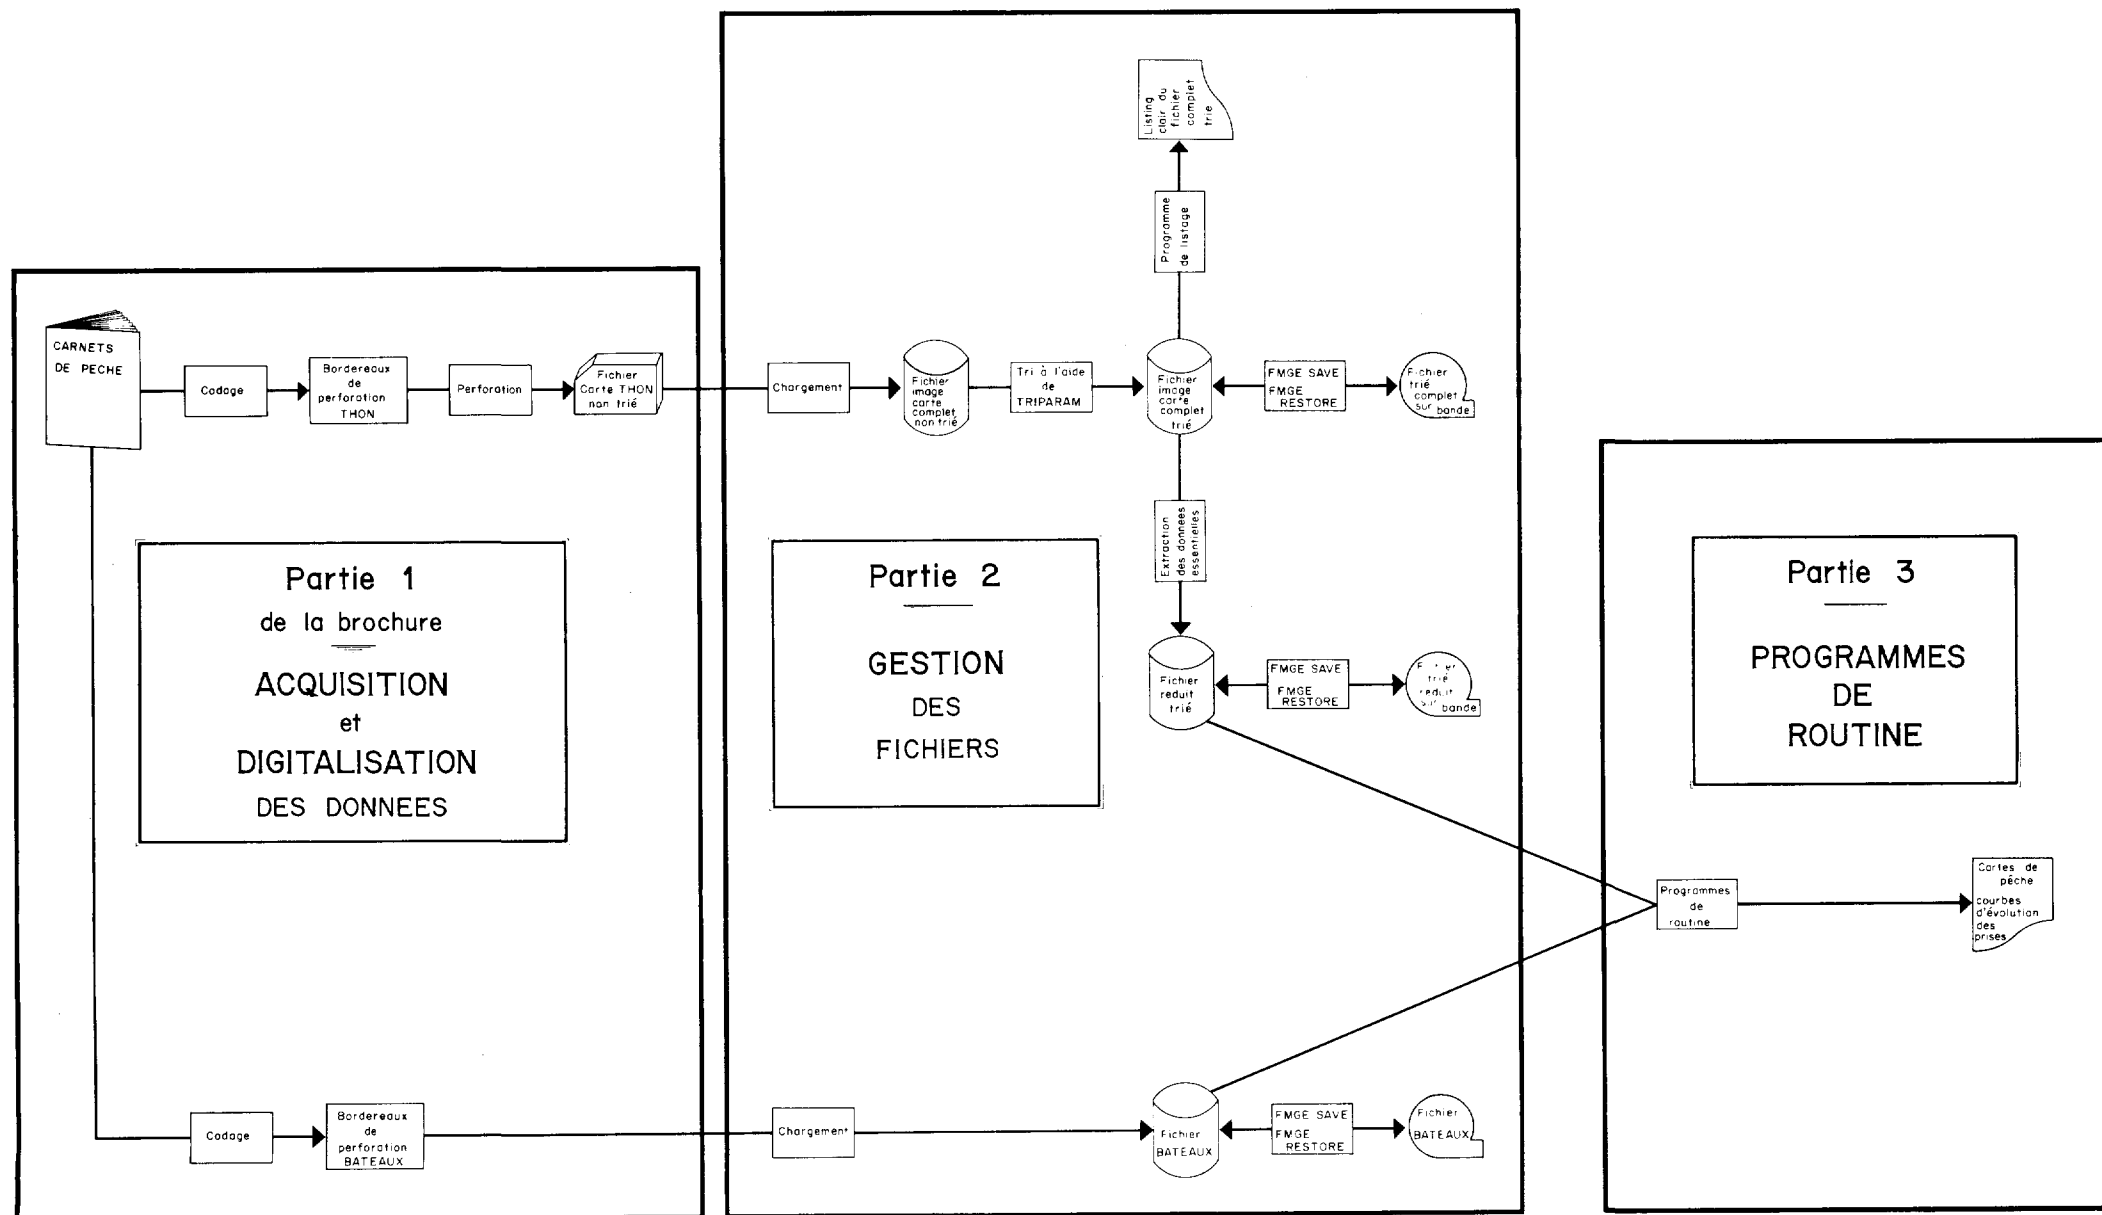 CARNETS
DE PECHE
Codage
Bordereaux
de
perforation
THON
Perforation
Fichier
Carte THON
non trié
Partie 1
de la brochure
ACQUISITION
et
DIGITALISATION
DES DONNEES
Codage
Bordereaux
de
perforation
BATEAUX
Listing
clair du
fichier
complet
trie
Programme
de listage
Chargement
Fichier
image
carte
complet
non trié
Tri à l'aide
de
TRIPARAM
Fichier
image
carte
complet
trié
FMGE SAVE
FMGE
RESTORE
Fichier
trié
complet
sur
bande
Extraction
des données
essentielles
Partie 2
GESTION
DES
FICHIERS
Fichier
reduit
trié
FMGE SAVE
FMGE
RESTORE
Fichier
trié
reduit
sur
bande
Chargement
Fichier
BATEAUX
FMGE SAVE
FMGE
RESTORE
Fichier
BATEAUX
Partie 3
PROGRAMMES
DE
ROUTINE
Programmes
de
routine
Cartes de
pêche
courbes
d'évolution
des
prises